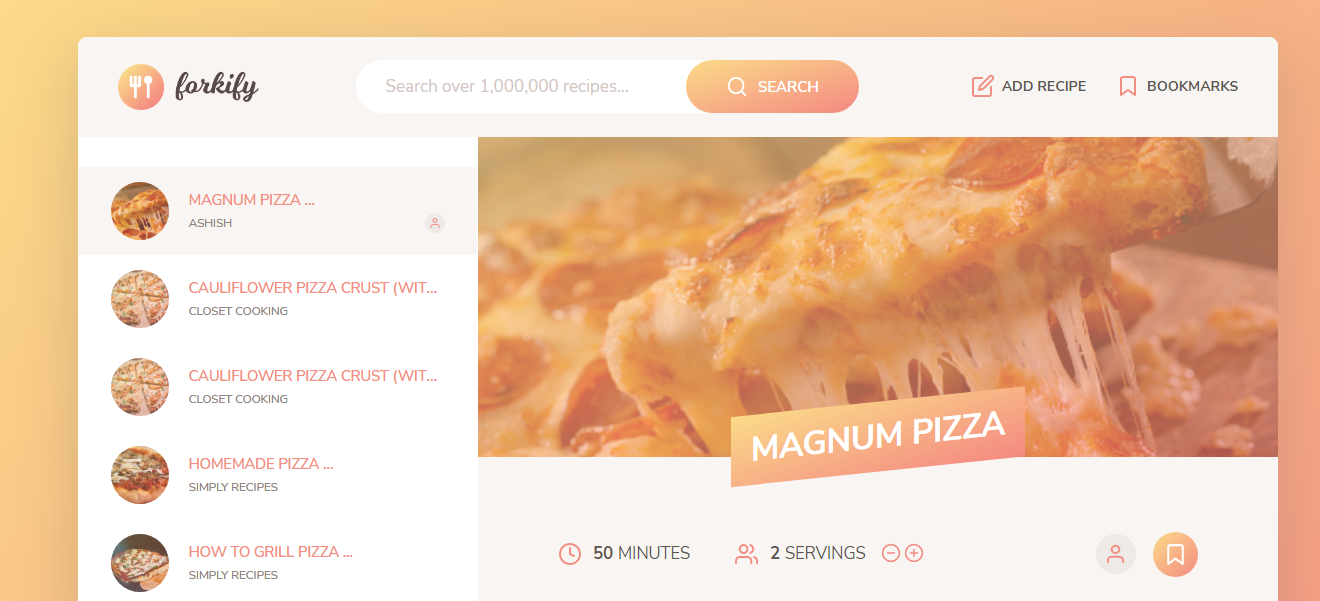 forkify
Search over 1,000,000 recipes...
SEARCH
ADD RECIPE
BOOKMARKS
MAGNUM PIZZA ...
ASHISH
CAULIFLOWER PIZZA CRUST (WIT...
CLOSET COOKING
CAULIFLOWER PIZZA CRUST (WIT...
CLOSET COOKING
HOMEMADE PIZZA ...
SIMPLY RECIPES
HOW TO GRILL PIZZA ...
SIMPLY RECIPES
MAGNUM PIZZA
50 MINUTES
2 SERVINGS